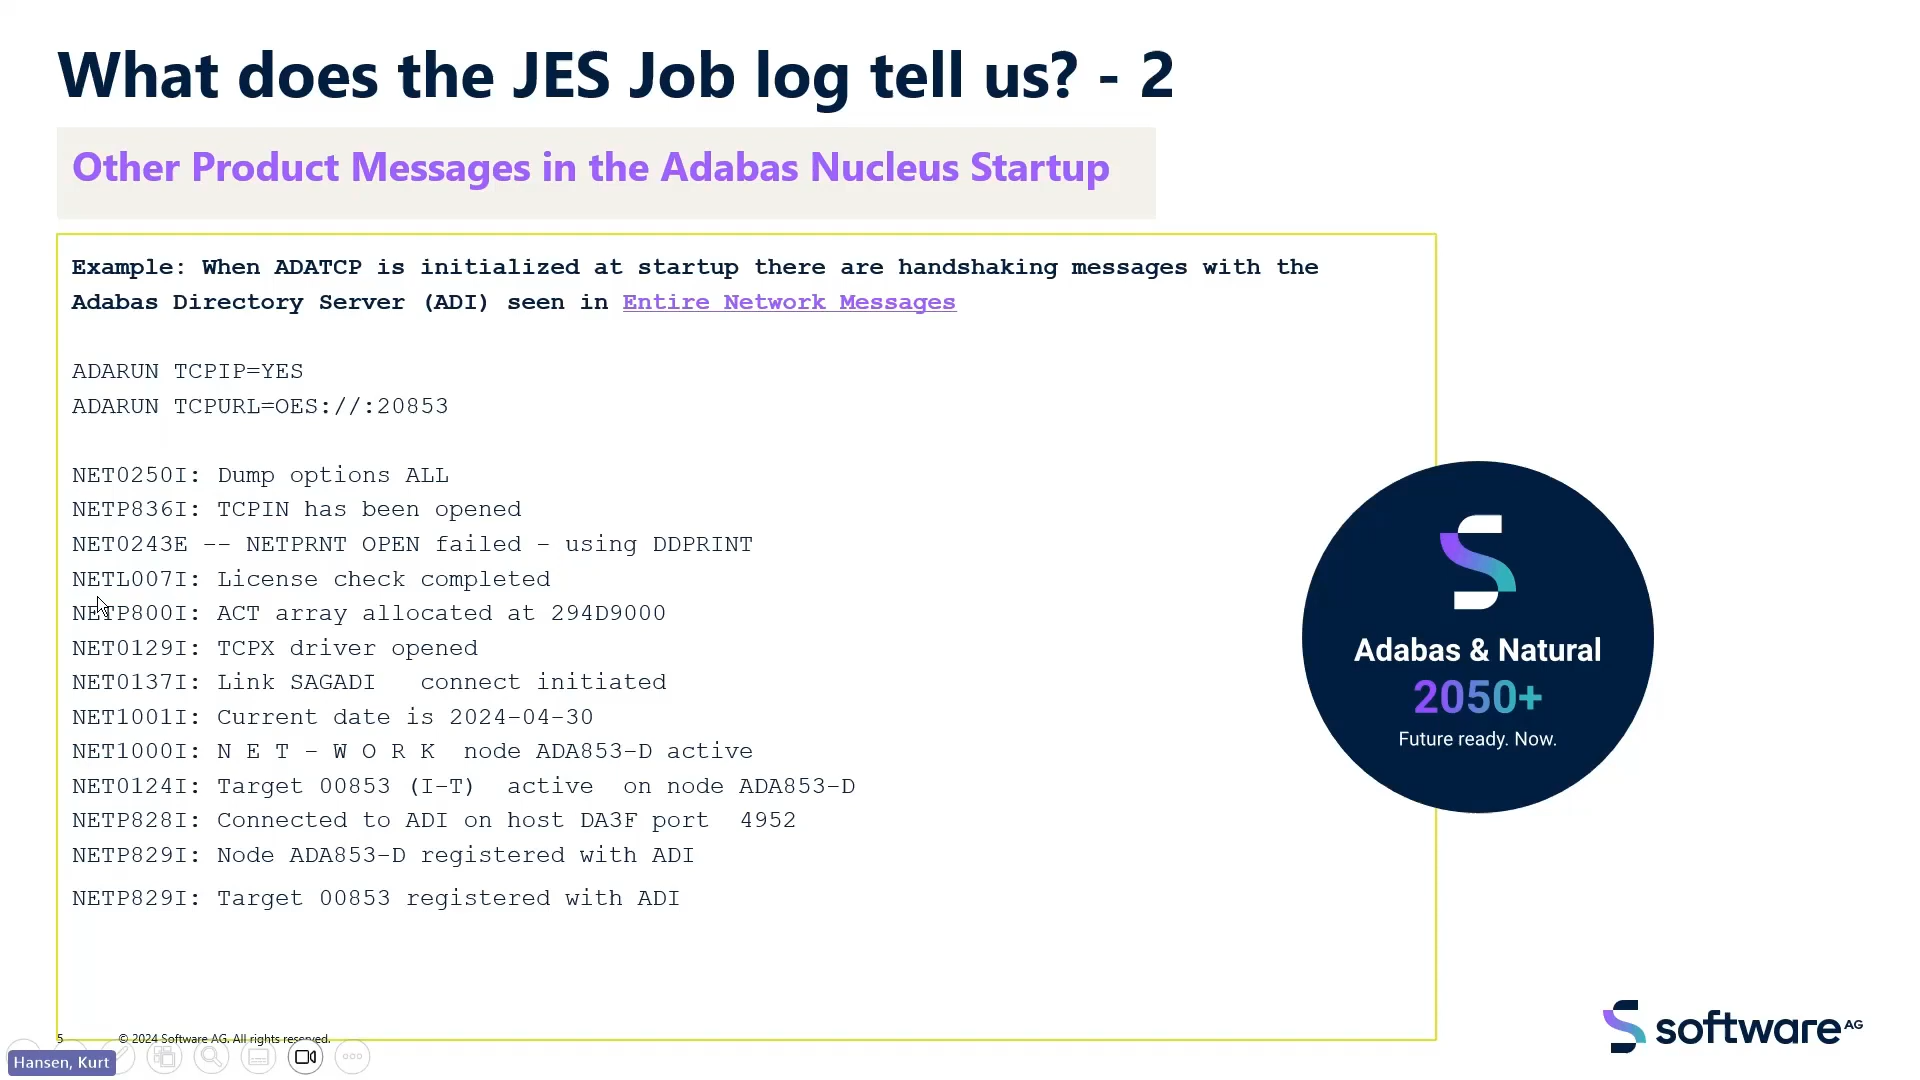 What does the JES Job log tell us? - 2
Other Product Messages in the Adabas Nucleus Startup
Example: When ADATCP is initialized at startup there are handshaking messages with the
Adabas Directory Server (ADI) seen in Entire Network Messages
ADARUN TCPIP=YES
ADARUN TCPURL=OES://:20853
NET0250I: Dump options ALL
NETP836I: TCPIN has been opened
NET0243E -- NETPRNT OPEN failed - using DDPRINT
NETL007I: License check completed
NETP800I: ACT array allocated at 294D9000
NET0129I: TCPX driver opened
NET0137I: Link SAGADI   connect initiated
NET1001I: Current date is 2024-04-30
NET1000I: N E T - W O R K  node ADA853-D active
NET0124I: Target 00853 (I-T)  active  on node ADA853-D
NETP828I: Connected to ADI on host DA3F port  4952
NETP829I: Node ADA853-D registered with ADI
NETP829I: Target 00853 registered with ADI
Adabas & Natural
2050+
Future ready. Now.
5
© 2024 Software AG. All rights reserved.
Hansen, Kurt
software AG